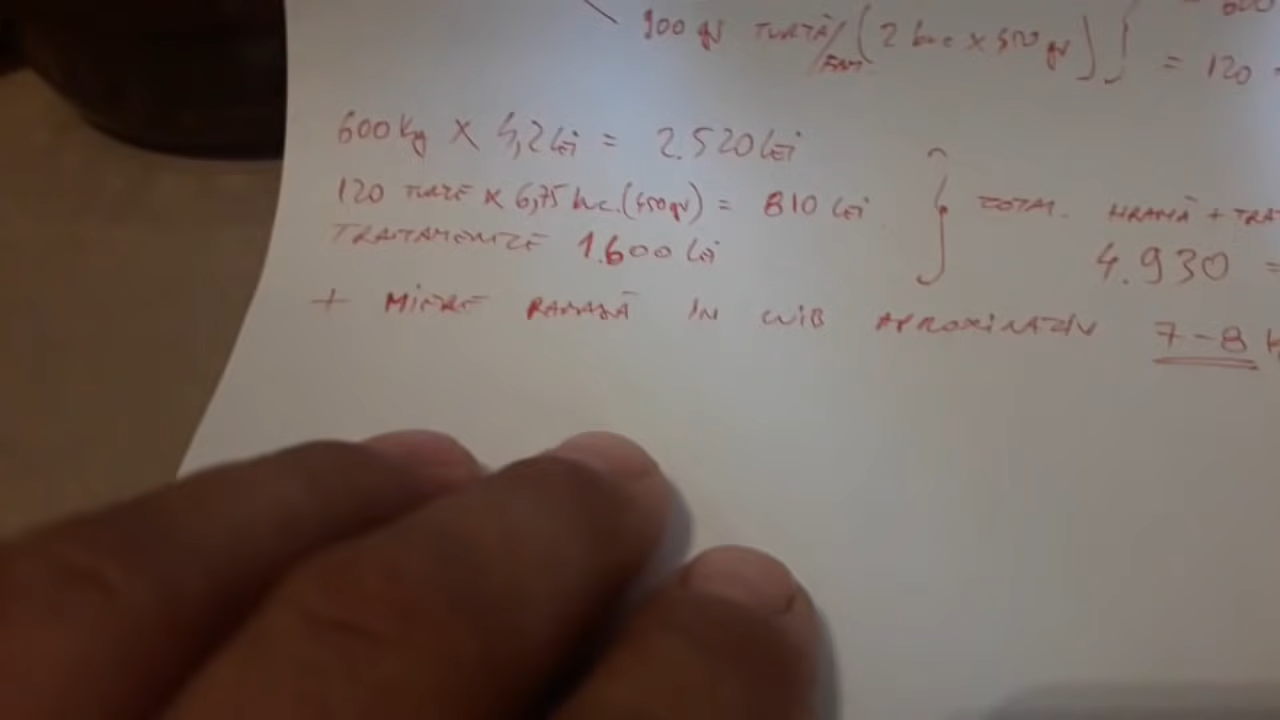 900 gr TURTĂ/FAM (2 buc x 450 gr)
= 120
600 Kg X 4,2 Lei = 2.520 Lei
120 TURTE x 6,75 buc. (450 gr) = 810 Lei
TRATAMENTE 1.600 Lei
TOTAL. HRANĂ + TRA
4.930 =
+ MIERE RAMASĂ IN CUIB APROXIMATIV 7-8